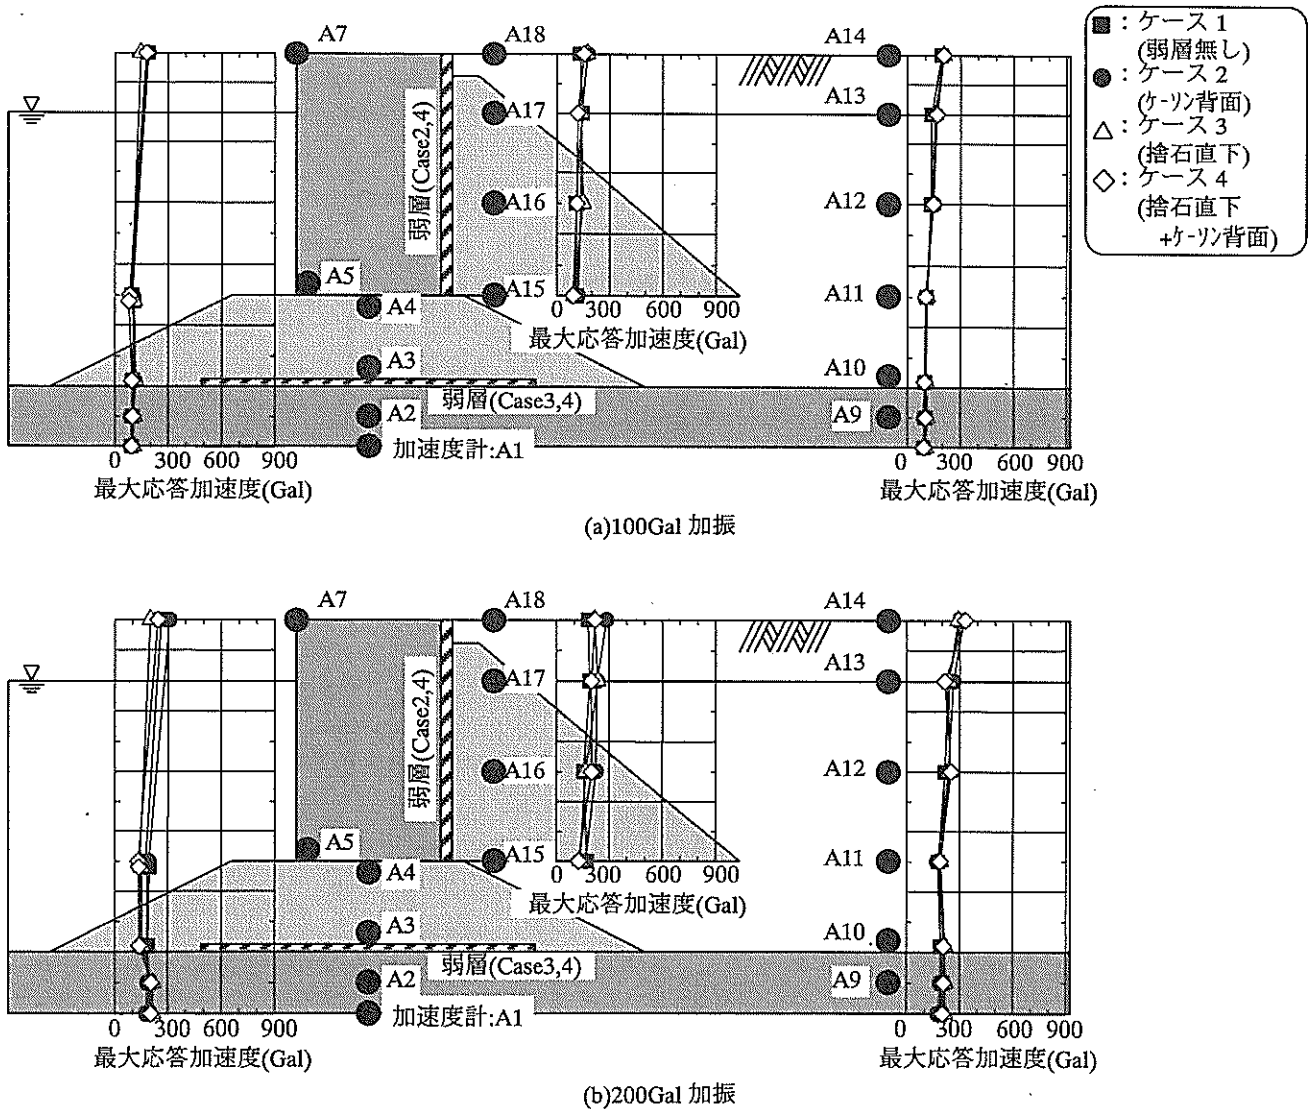 ■：ケース 1
(弱層無し)
●：ケース 2
(ケーソン背面)
△：ケース 3
(捨石直下)
◇：ケース 4
(捨石直下
+ケーソン背面)
A7
A18
A14
A17
A13
弱層(Case2,4)
A16
A12
A5
A15
A11
A4
0 300 600 900
最大応答加速度(Gal)
A3
A10
弱層(Case3,4)
A2
A9
加速度計:A1
0 300 600 900
0 300 600 900
最大応答加速度(Gal)
最大応答加速度(Gal)
(a)100Gal 加振
A7
A18
A14
A17
A13
弱層(Case2,4)
A16
A12
A5
A15
A11
A4
0 300 600 900
最大応答加速度(Gal)
A3
A10
弱層(Case3,4)
A2
A9
加速度計:A1
0 300 600 900
0 300 600 900
最大応答加速度(Gal)
最大応答加速度(Gal)
(b)200Gal 加振